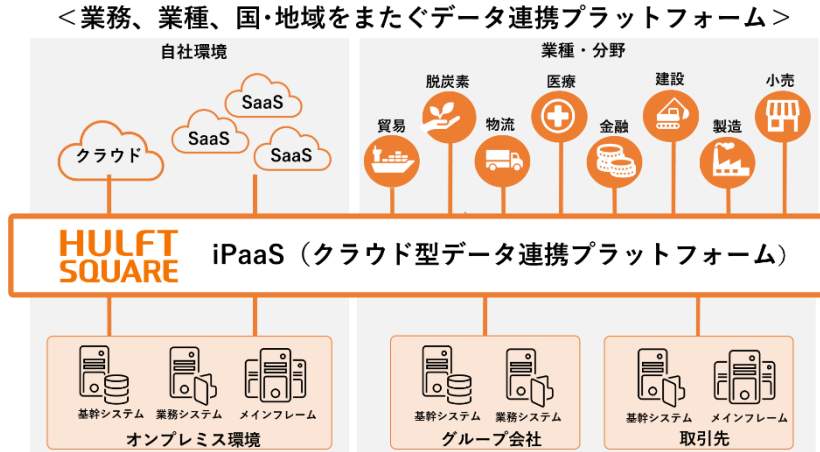 ＜業務、業種、国･地域をまたぐデータ連携プラットフォーム＞
自社環境
クラウド
SaaS
SaaS
SaaS
業種・分野
貿易
脱炭素
物流
医療
金融
建設
製造
小売
HULFT
SQUARE
iPaaS（クラウド型データ連携プラットフォーム）
基幹システム
業務システム
メインフレーム
オンプレミス環境
基幹システム
業務システム
グループ会社
基幹システム
メインフレーム
取引先